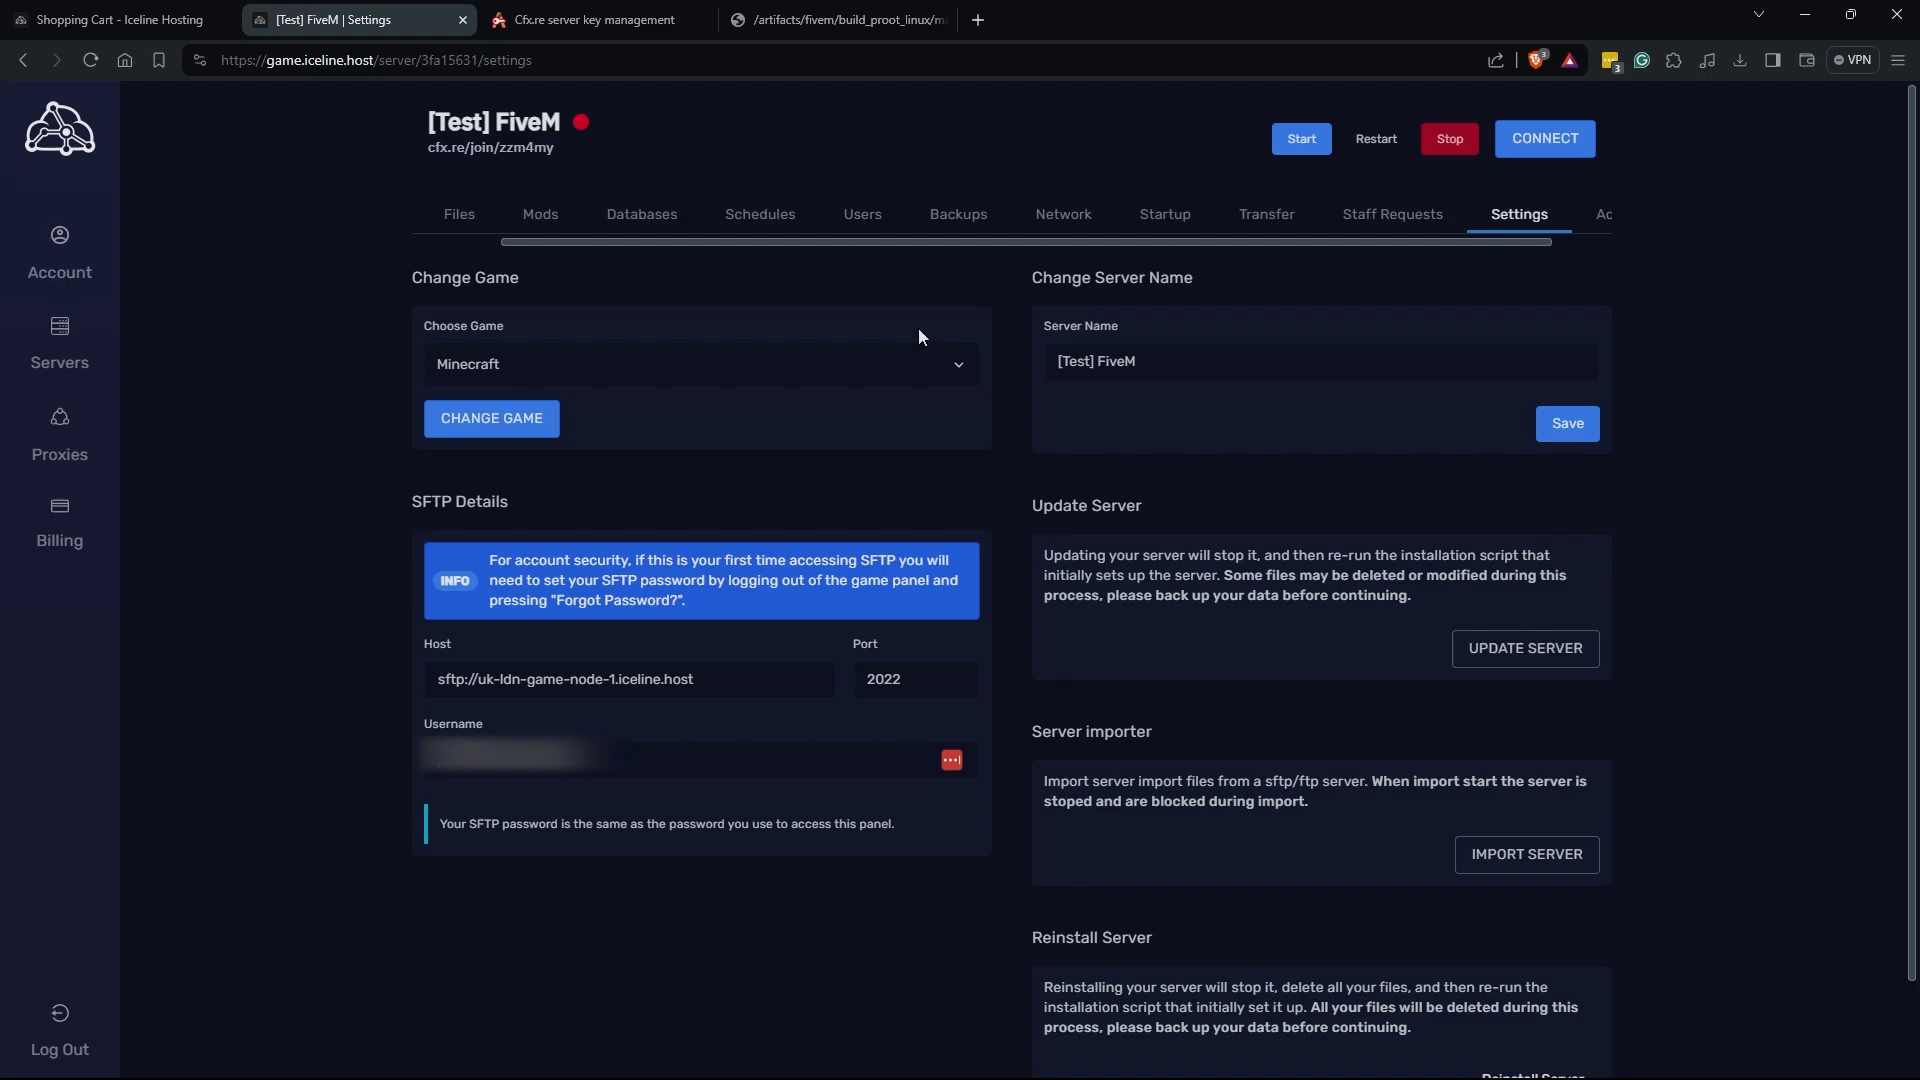 Shopping Cart - Iceline Hosting
[Test] FiveM | Settings
Cfx.re server key management
/artifacts/fivem/build_proot_linux/m
https://game.iceline.host/server/3fa15631/settings
3
3
VPN
[Test] FiveM
cfx.re/join/zzm4my
Start
Restart
Stop
CONNECT
Account
Servers
Proxies
Billing
Log Out
Files
Mods
Databases
Schedules
Users
Backups
Network
Startup
Transfer
Staff Requests
Settings
Ac
Change Game
Choose Game
Minecraft
CHANGE GAME
SFTP Details
INFO
For account security, if this is your first time accessing SFTP you will
need to set your SFTP password by logging out of the game panel and
pressing "Forgot Password?".
Host
Port
sftp://uk-ldn-game-node-1.iceline.host
2022
Username
Your SFTP password is the same as the password you use to access this panel.
Change Server Name
Server Name
[Test] FiveM
Save
Update Server
Updating your server will stop it, and then re-run the installation script that
initially sets up the server. Some files may be deleted or modified during this
process, please back up your data before continuing.
UPDATE SERVER
Server importer
Import server import files from a sftp/ftp server. When import start the server is
stoped and are blocked during import.
IMPORT SERVER
Reinstall Server
Reinstalling your server will stop it, delete all your files, and then re-run the
installation script that initially set it up. All your files will be deleted during this
process, please back up your data before continuing.
Reinstall Server